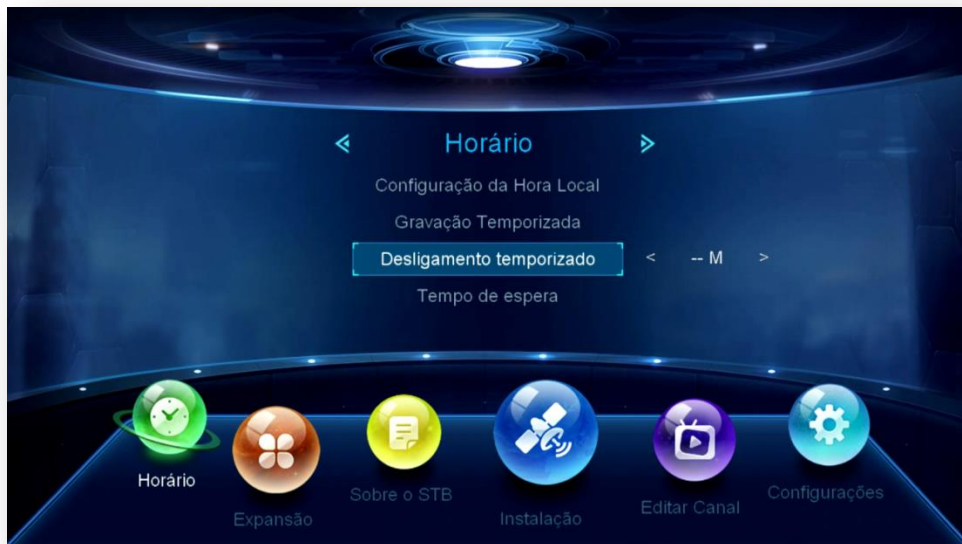 Horário
Configuração da Hora Local
Gravação Temporizada
Desligamento temporizado < -- M >
Tempo de espera
Horário
Expansão
Sobre o STB
Instalação
Editar Canal
Configurações